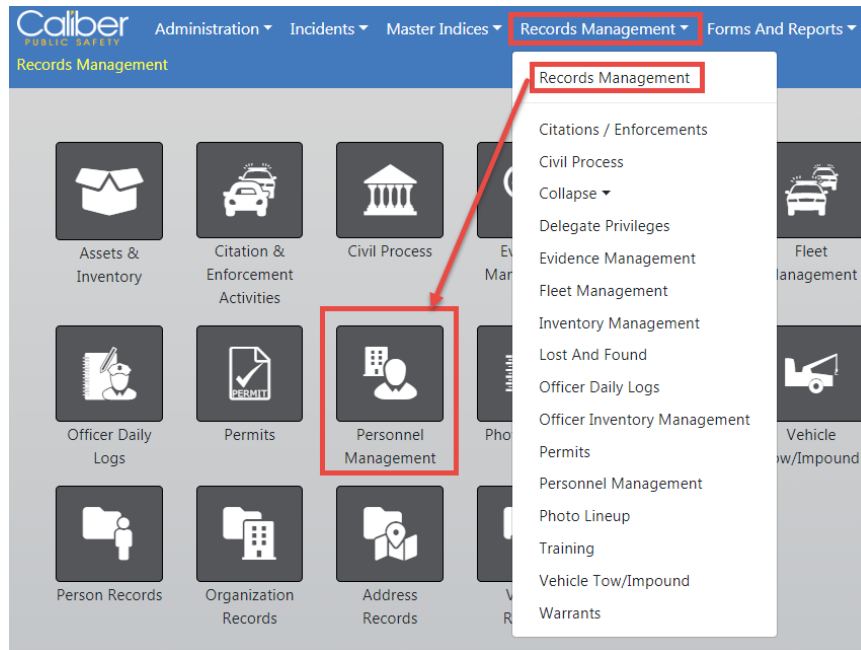 Caliber
PUBLIC SAFETY
Administration
Incidents
Master Indices
Records Management
Forms And Reports
Records Management
Records Management
Citations / Enforcements
Civil Process
Collapse
Delegate Privileges
Evidence Management
Fleet Management
Inventory Management
Lost And Found
Officer Daily Logs
Officer Inventory Management
Permits
Personnel Management
Photo Lineup
Training
Vehicle Tow/Impound
Warrants
Assets &
Inventory
Citation &
Enforcement
Activities
Civil Process
Fleet
Officer Daily
Logs
PERMIT
Permits
Personnel
Management
Vehicle
Person Records
Organization
Records
Address
Records